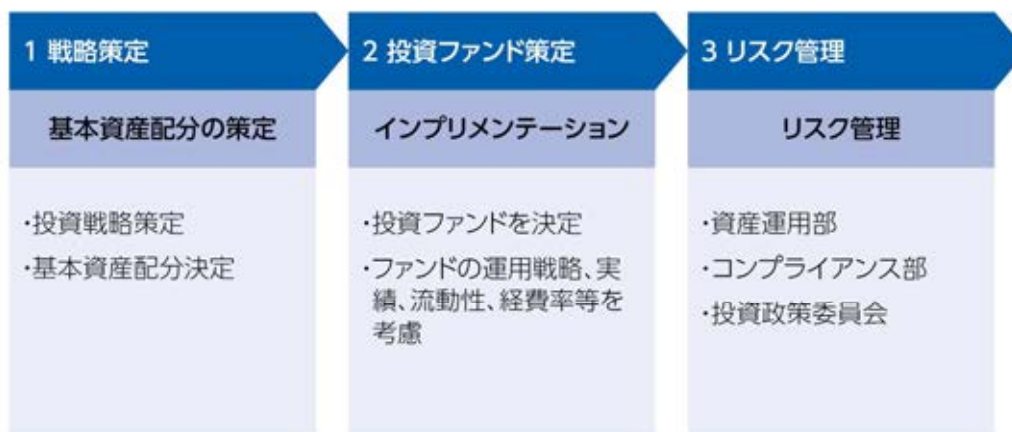 1 戦略策定
基本資産配分の策定
・投資戦略策定
・基本資産配分決定
2 投資ファンド策定
インプリメンテーション
・投資ファンドを決定
・ファンドの運用戦略、実
績、流動性、経費率等を
考慮
3 リスク管理
リスク管理
・資産運用部
・コンプライアンス部
・投資政策委員会